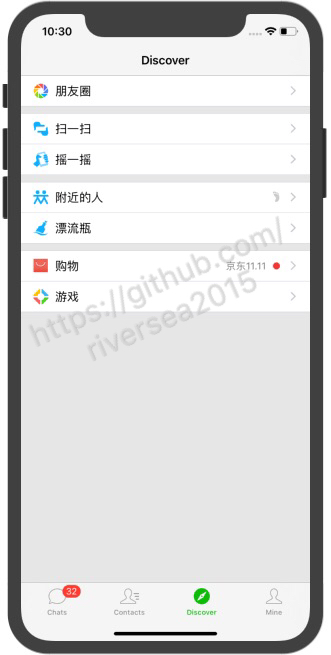 10:30
Discover
朋友圈
扫一扫
摇一摇
附近的人
漂流瓶
购物 京东11.11
游戏
https://github.com/
riversea2015
32
Chats Contacts Discover Mine